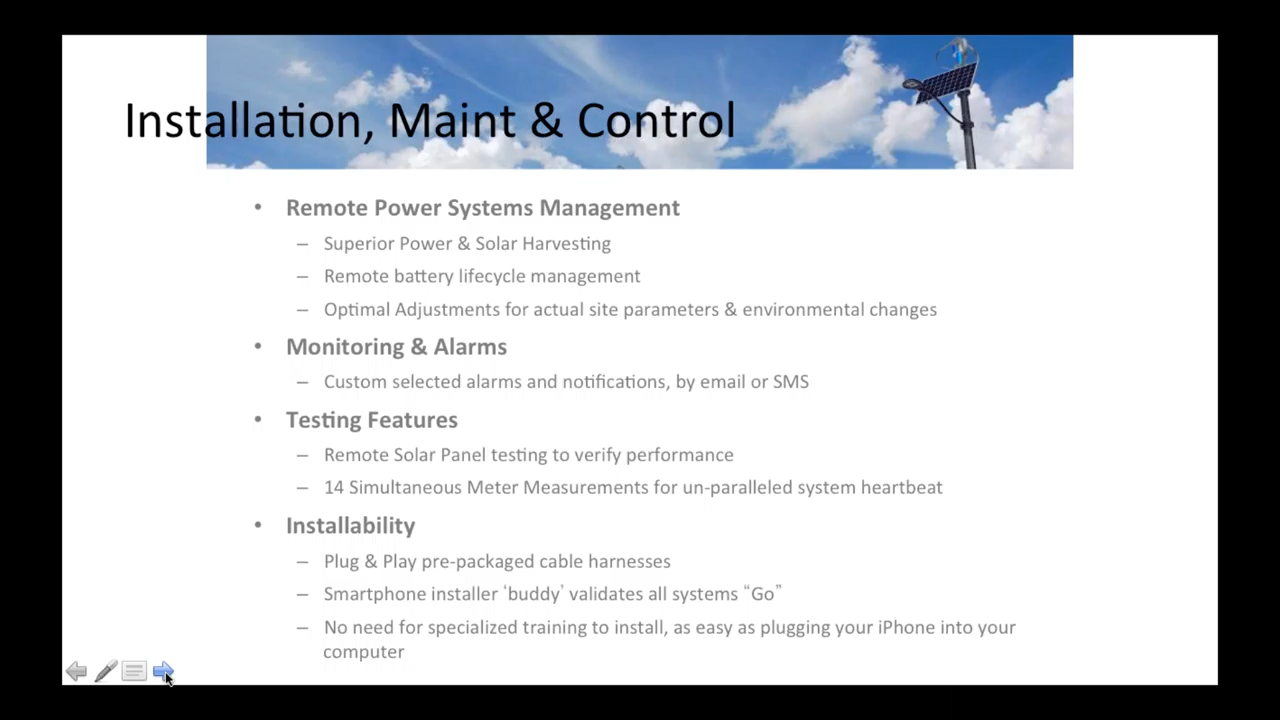 Installation, Maint & Control
• Remote Power Systems Management
– Superior Power & Solar Harvesting
– Remote battery lifecycle management
– Optimal Adjustments for actual site parameters & environmental changes
• Monitoring & Alarms
– Custom selected alarms and notifications, by email or SMS
• Testing Features
– Remote Solar Panel testing to verify performance
– 14 Simultaneous Meter Measurements for un-paralleled system heartbeat
• Installability
– Plug & Play pre-packaged cable harnesses
– Smartphone installer ‘buddy’ validates all systems “Go”
– No need for specialized training to install, as easy as plugging your iPhone into your
computer